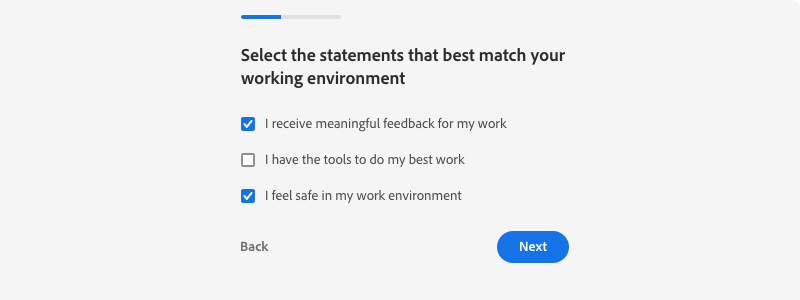 Select the statements that best match your
working environment
I receive meaningful feedback for my work
I have the tools to do my best work
I feel safe in my work environment
Back
Next